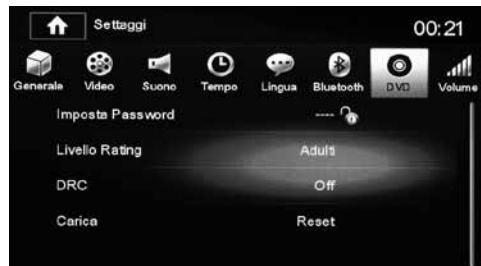 Settaggi 00:21
Generale Video Suono Tempo Lingua Bluetooth DVD Volume
Imposta Password ----
Livello Rating Adulti
DRC Off
Carica Reset